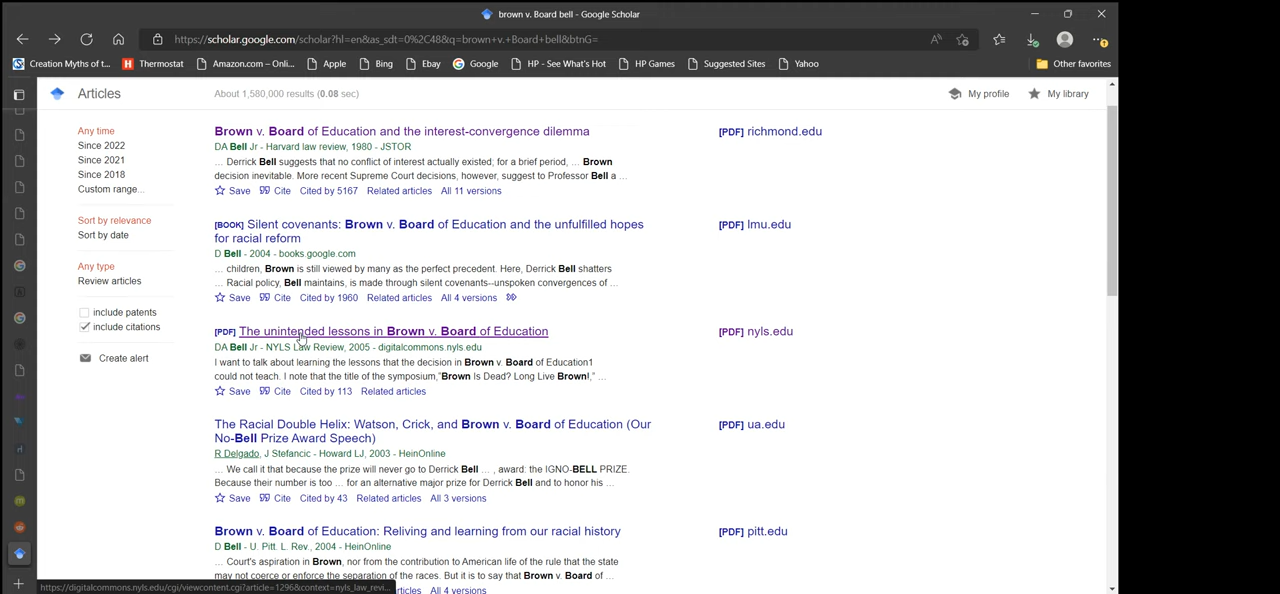 brown v. Board bell - Google Scholar
https://scholar.google.com/scholar?hl=en&as_sdt=0%2C48&q=brown+v.+Board+bell&btnG=
Creation Myths of t... Thermostat Amazon.com – Onli... Apple Bing Ebay Google HP - See's What's Hot HP Games Suggested Sites Yahoo Other favorites
Articles About 1,580,000 results (0.08 sec) My profile My library
Any time
Since 2022
Since 2021
Since 2018
Custom range...
Sort by relevance
Sort by date
Any type
Review articles
include patents
include citations
Create alert
Brown v. Board of Education and the interest-convergence dilemma [PDF] richmond.edu
DA Bell Jr - Harvard law review, 1980 - JSTOR
... Derrick Bell suggests that no conflict of interest actually existed; for a brief period, ... Brown
decision inevitable. More recent Supreme Court decisions, however, suggest to Professor Bell a ...
Save Cite Cited by 5167 Related articles All 11 versions
[BOOK] Silent covenants: Brown v. Board of Education and the unfulfilled hopes [PDF] lmu.edu
for racial reform
D Bell - 2004 - books.google.com
... children, Brown is still viewed by many as the perfect precedent. Here, Derrick Bell shatters
... Racial policy, Bell maintains, is made through silent covenants--unspoken convergences of ...
Save Cite Cited by 1960 Related articles All 4 versions
[PDF] The unintended lessons in Brown v. Board of Education [PDF] nyls.edu
DA Bell Jr - NYLS Law Review, 2005 - digitalcommons.nyls.edu
I want to talk about learning the lessons that the decision in Brown v. Board of Education1
could not teach. I note that the title of the symposium,"Brown Is Dead? Long Live Brown!," ...
Save Cite Cited by 113 Related articles
The Racial Double Helix: Watson, Crick, and Brown v. Board of Education (Our [PDF] ua.edu
No-Bell Prize Award Speech)
R Delgado, J Stefancic - Howard LJ, 2003 - HeinOnline
... We call it that because the prize will never go to Derrick Bell ... , award: the IGNO-BELL PRIZE.
Because their number is too ... for an alternative major prize for Derrick Bell and to honor his ...
Save Cite Cited by 43 Related articles All 3 versions
Brown v. Board of Education: Reliving and learning from our racial history [PDF] pitt.edu
D Bell - U. Pitt. L. Rev., 2004 - HeinOnline
... Court's aspiration in Brown, nor from the contribution to American life of the rule that the state
may not coerce or enforce the separation of the races. But it is to say that Brown v. Board of ...
https://digitalcommons.nyls.edu/cgi/viewcontent.cgi?article=1296&context=nyls_law_revi... rticles All 4 versions